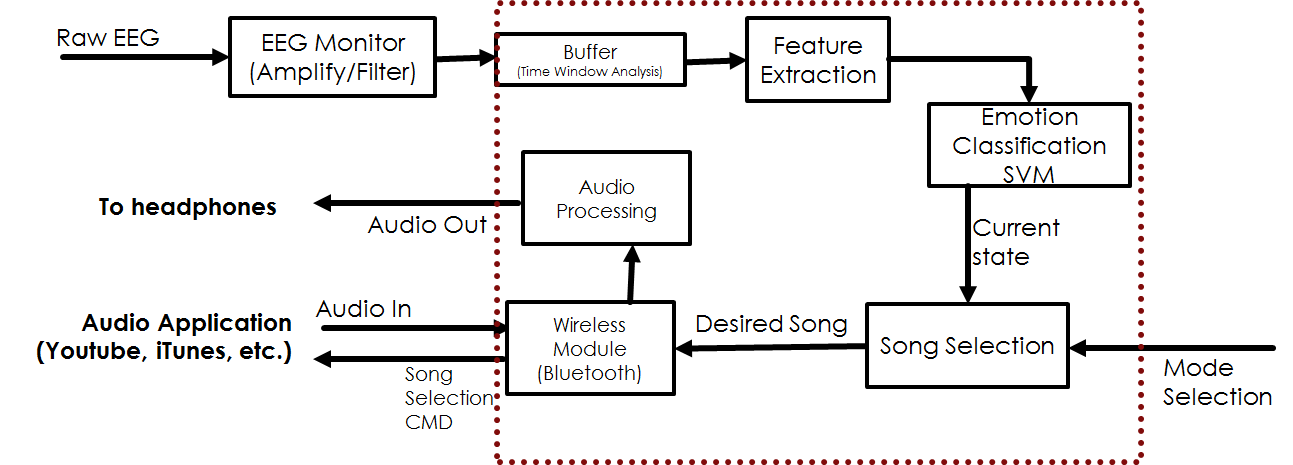 Raw EEG
EEG Monitor
(Amplify/Filter)
Buffer
(Time Window Analysis)
Feature
Extraction
Emotion
Classification
SVM
Current
state
Audio
Processing
To headphones
Audio Out
Audio In
Audio Application
(Youtube, iTunes, etc.)
Song
Selection
CMD
Wireless
Module
(Bluetooth)
Desired Song
Song Selection
Mode
Selection